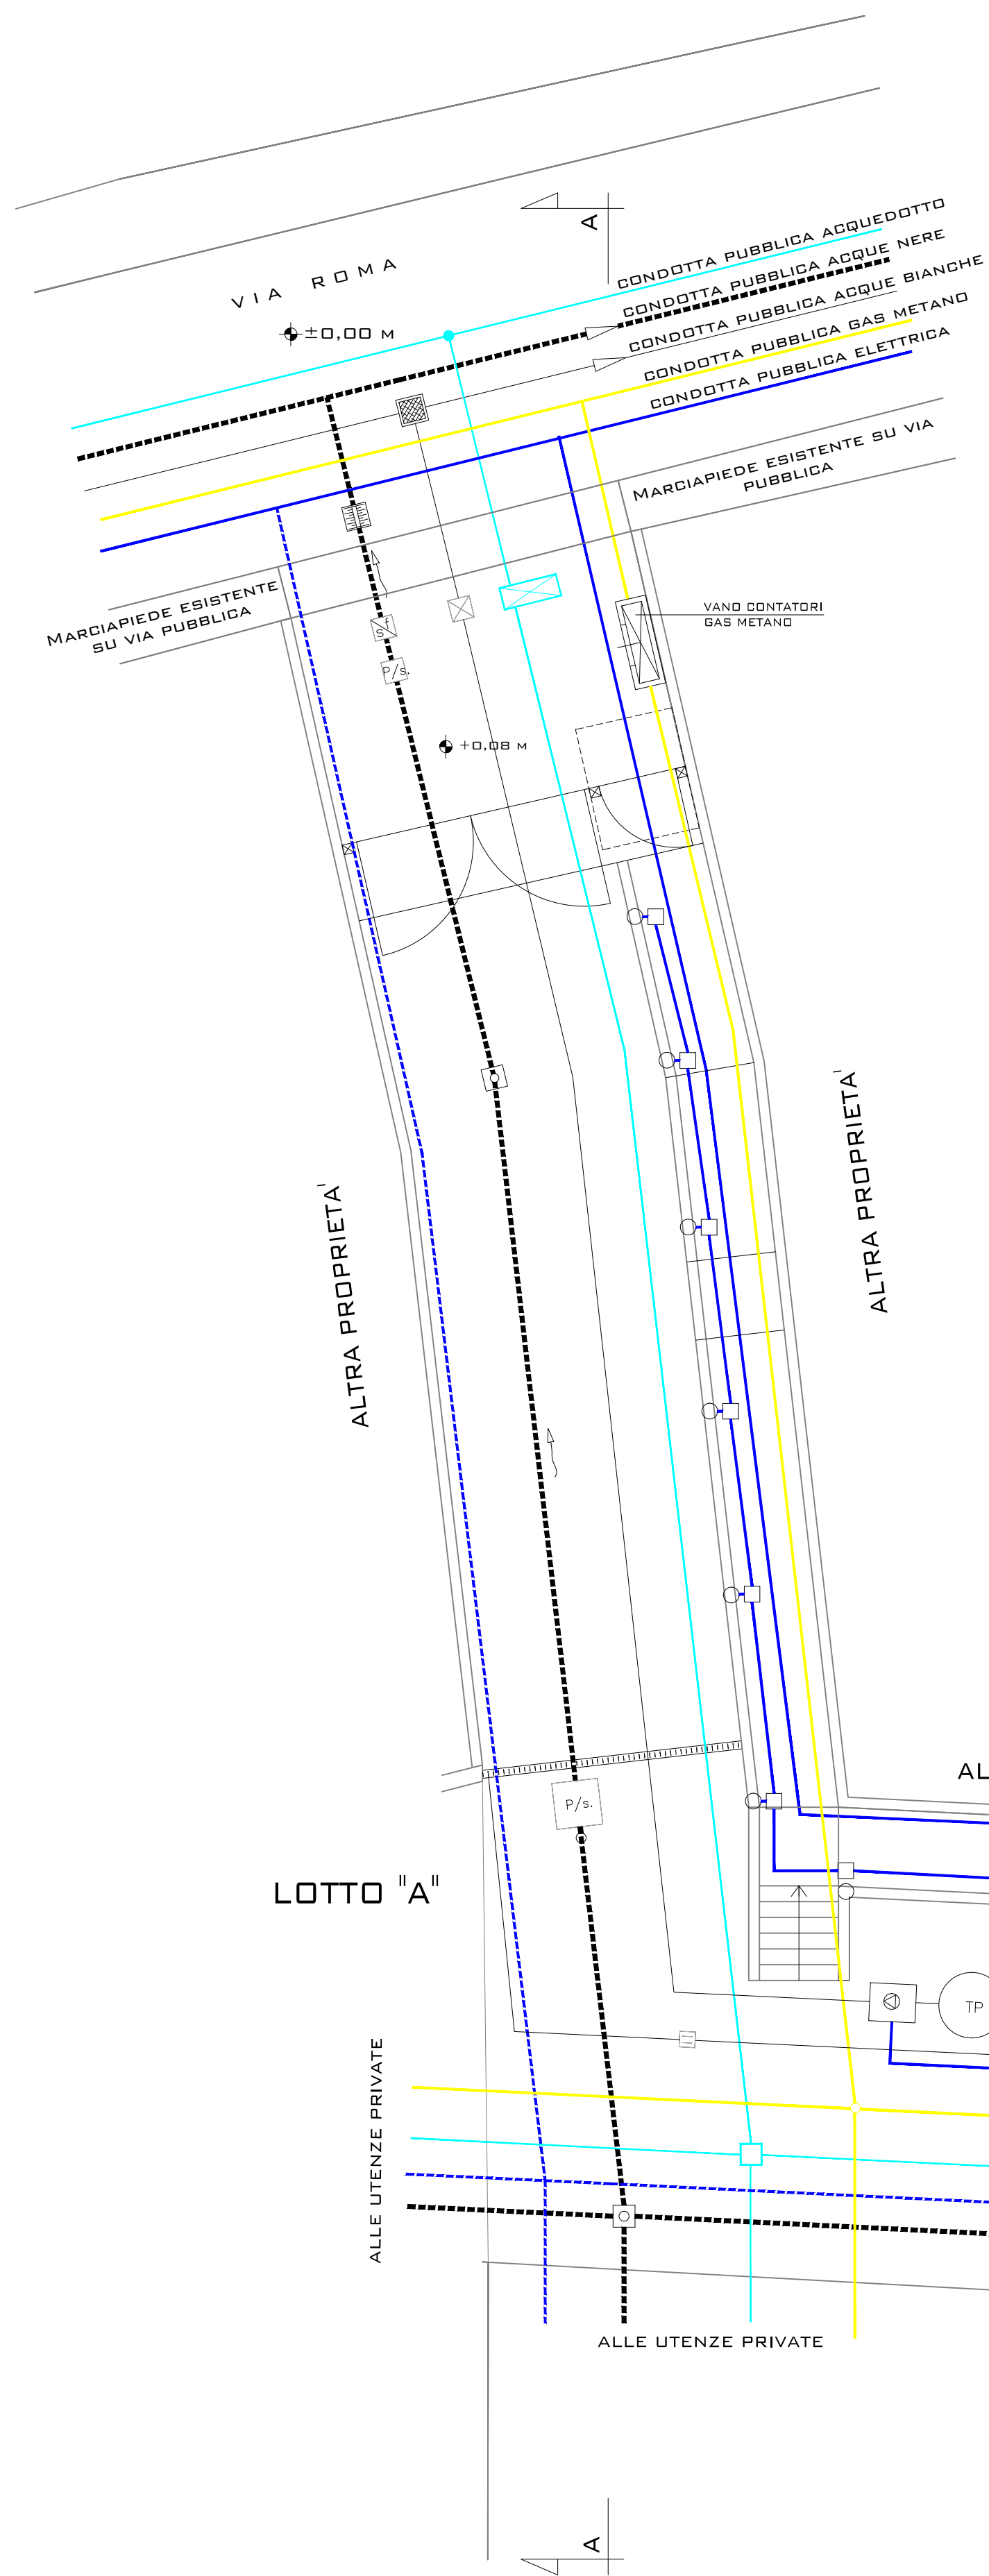 A
CONDOTTA PUBBLICA ACQUEDOTTO
CONDOTTA PUBBLICA ACQUE NERE
CONDOTTA PUBBLICA ACQUE BIANCHE
CONDOTTA PUBBLICA GAS METANO
CONDOTTA PUBBLICA ELETTRICA
VIA ROMA
±0,00 M
MARCIAPIEDE ESISTENTE SU VIA
PUBBLICA
MARCIAPIEDE ESISTENTE
SU VIA PUBBLICA
VANO CONTATORI
GAS METANO
s f
P/s.
+0,08 M
ALTRA PROPRIETA'
ALTRA PROPRIETA'
AL
P/s.
LOTTO "A"
TP
ALLE UTENZE PRIVATE
ALLE UTENZE PRIVATE
A